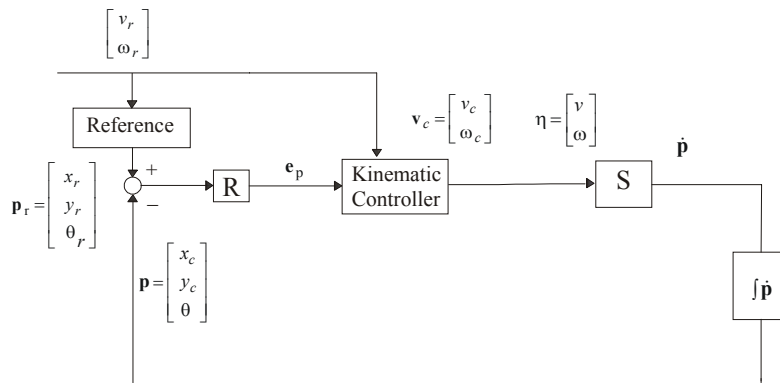 [v_r
ω_r]
v_c = [v_c
ω_c]
η = [v
ω]
ṗ
Reference
+
−
R
e_p
Kinematic
Controller
S
p_r = [x_r
y_r
θ_r]
p = [x_c
y_c
θ]
∫ṗ